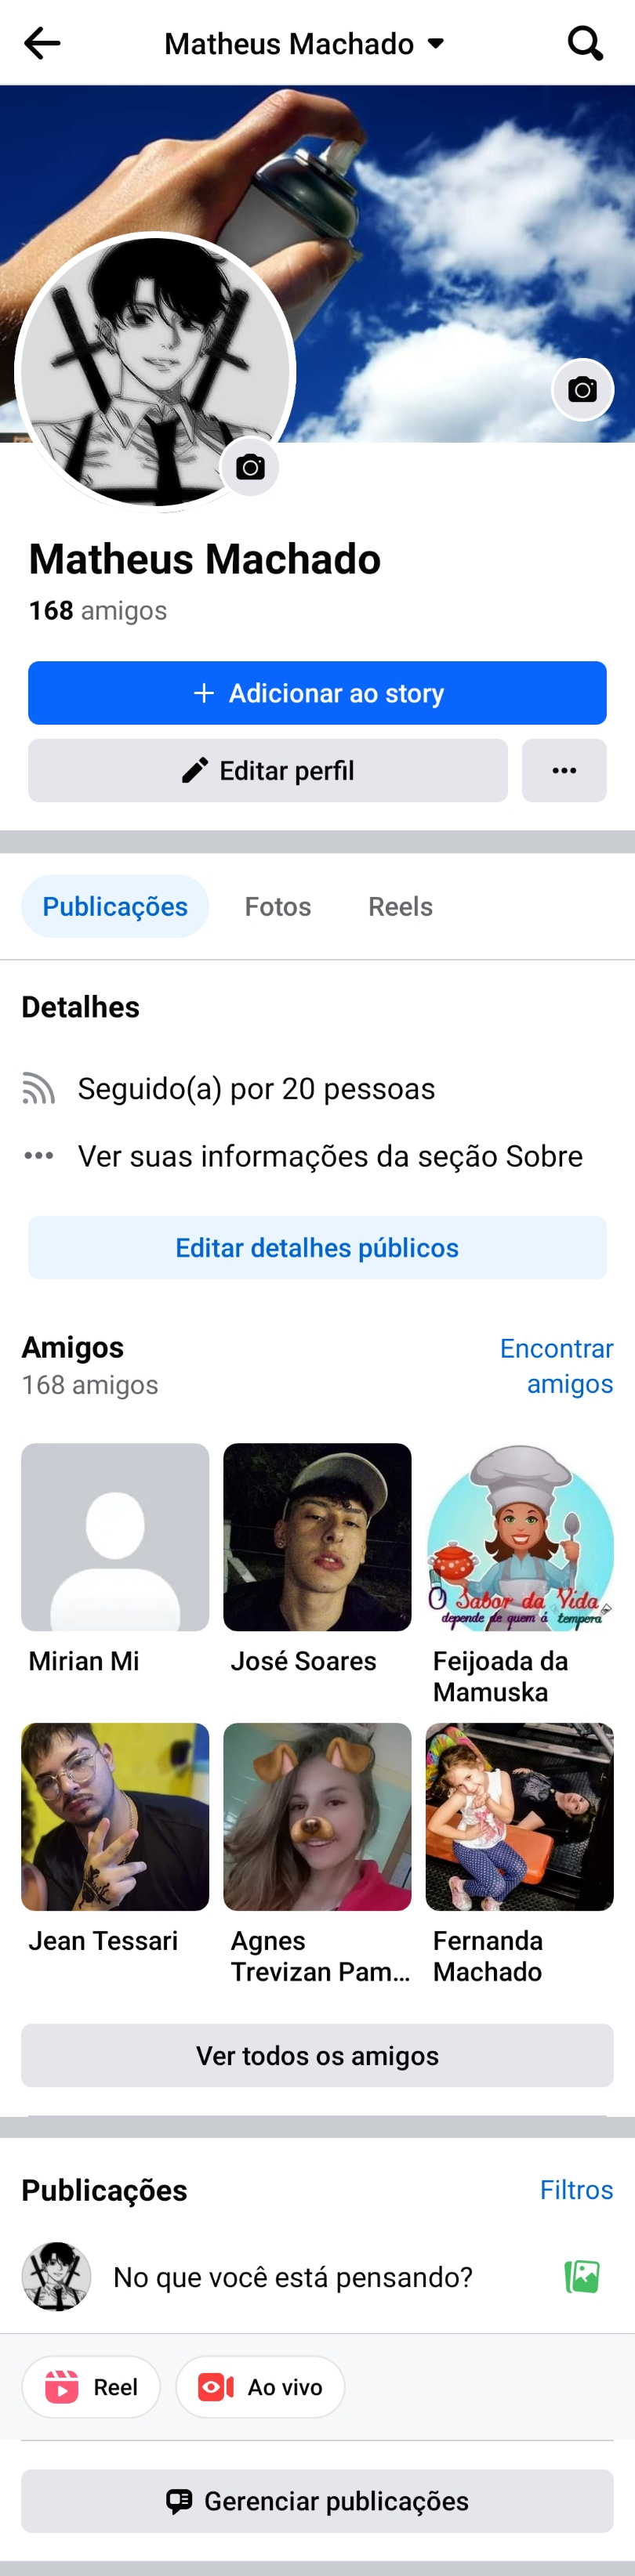 Matheus Machado
Matheus Machado
168 amigos
+ Adicionar ao story
Editar perfil
Publicações Fotos Reels
Detalhes
Seguido(a) por 20 pessoas
Ver suas informações da seção Sobre
Editar detalhes públicos
Amigos
168 amigos
Encontrar
amigos
O Sabor da Vida
depende de quem á tempera
Mirian Mi
José Soares
Feijoada da
Mamuska
Jean Tessari
Agnes
Trevizan Pam...
Fernanda
Machado
Ver todos os amigos
Publicações
Filtros
No que você está pensando?
Reel
Ao vivo
Gerenciar publicações